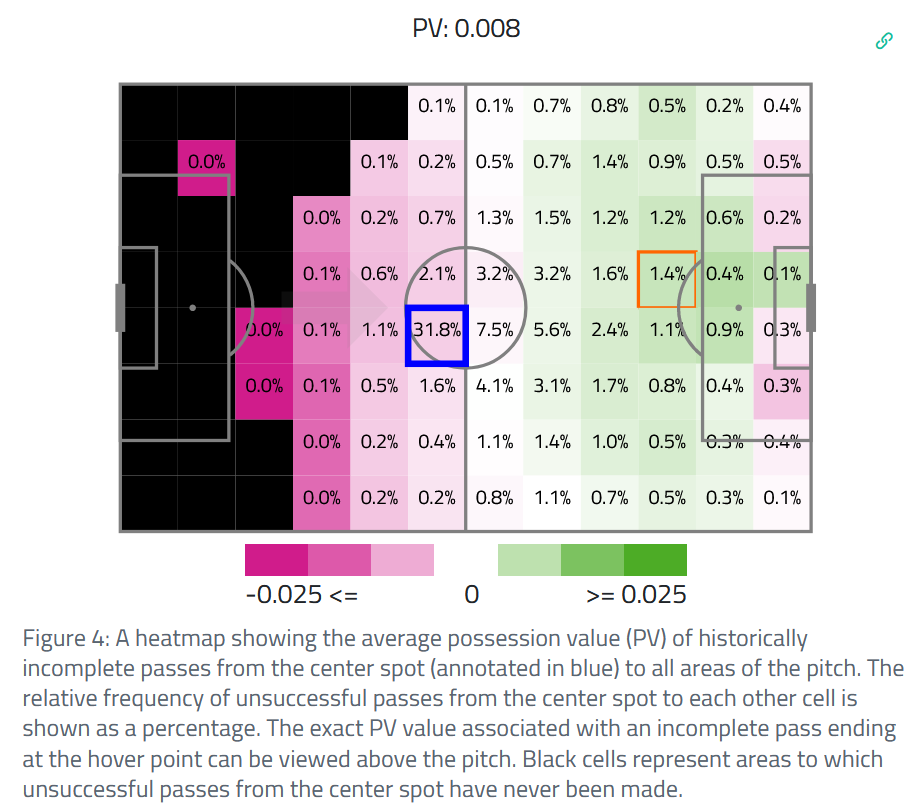 PV: 0.008
0.1% 0.1% 0.7% 0.8% 0.5% 0.2% 0.4%
0.0% 0.1% 0.2% 0.5% 0.7% 1.4% 0.9% 0.5% 0.5%
0.0% 0.2% 0.7% 1.3% 1.5% 1.2% 1.2% 0.6% 0.2%
0.1% 0.6% 2.1% 3.2% 3.2% 1.6% 1.4% 0.4% 0.1%
0.0% 0.1% 1.1% 31.8% 7.5% 5.6% 2.4% 1.1% 0.9% 0.3%
0.0% 0.1% 0.5% 1.6% 4.1% 3.1% 1.7% 0.8% 0.4% 0.3%
0.0% 0.2% 0.4% 1.1% 1.4% 1.0% 0.5% 0.3% 0.4%
0.0% 0.2% 0.2% 0.8% 1.1% 0.7% 0.5% 0.3% 0.1%
-0.025 <= 0 >= 0.025
Figure 4: A heatmap showing the average possession value (PV) of historically
incomplete passes from the center spot (annotated in blue) to all areas of the pitch. The
relative frequency of unsuccessful passes from the center spot to each other cell is
shown as a percentage. The exact PV value associated with an incomplete pass ending
at the hover point can be viewed above the pitch. Black cells represent areas to which
unsuccessful passes from the center spot have never been made.